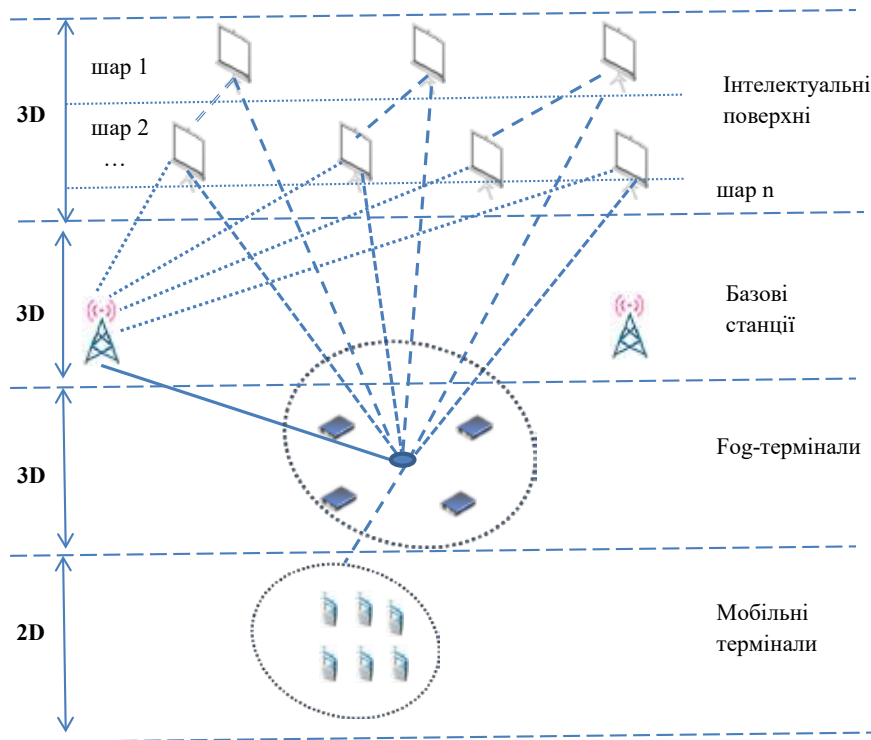 шар 1
3D
шар 2
…
Інтелектуальні
поверхні
шар n
3D
Базові
станції
3D
Fog-термінали
2D
Мобільні
термінали